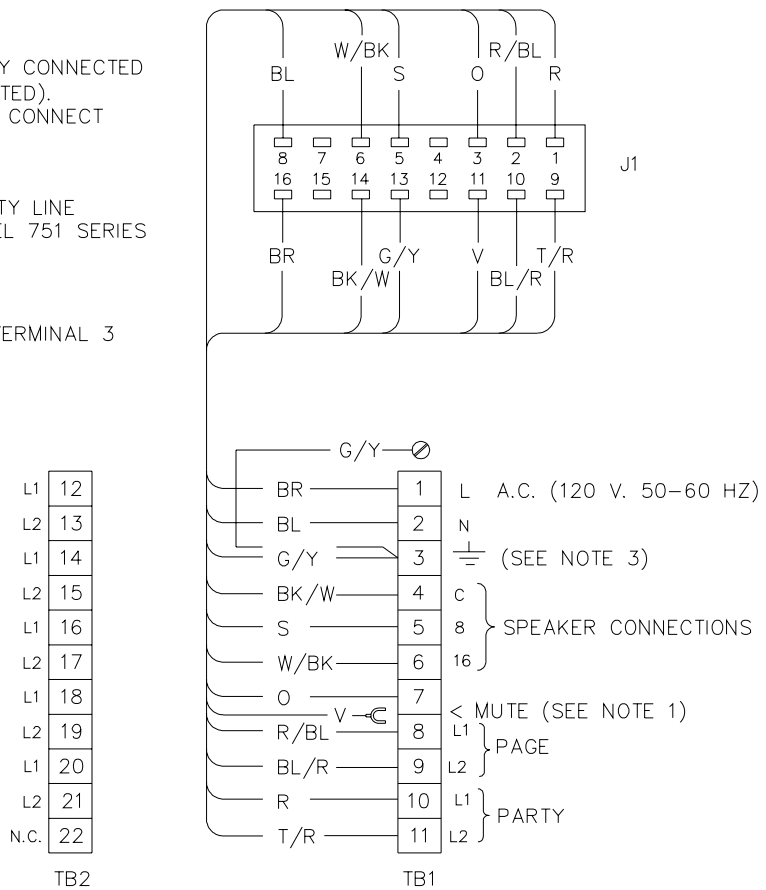 Y CONNECTED
TED).
CONNECT
TY LINE
EL 751 SERIES
TERMINAL 3
BL W/BK S O R/BL R
8 7 6 5 4 3 2 1
16 15 14 13 12 11 10 9
J1
BR BK/W G/Y V BL/R T/R
G/Y
L1 12
L2 13
L1 14
L2 15
L1 16
L2 17
L1 18
L2 19
L1 20
L2 21
N.C. 22
TB2
BR 1 L A.C. (120 V. 50-60 HZ)
BL 2 N
G/Y 3 (SEE NOTE 3)
BK/W 4 C
S 5 8 SPEAKER CONNECTIONS
W/BK 6 16
O 7
V < MUTE (SEE NOTE 1)
R/BL 8 L1
PAGE
BL/R 9 L2
R 10 L1
PARTY
T/R 11 L2
TB1